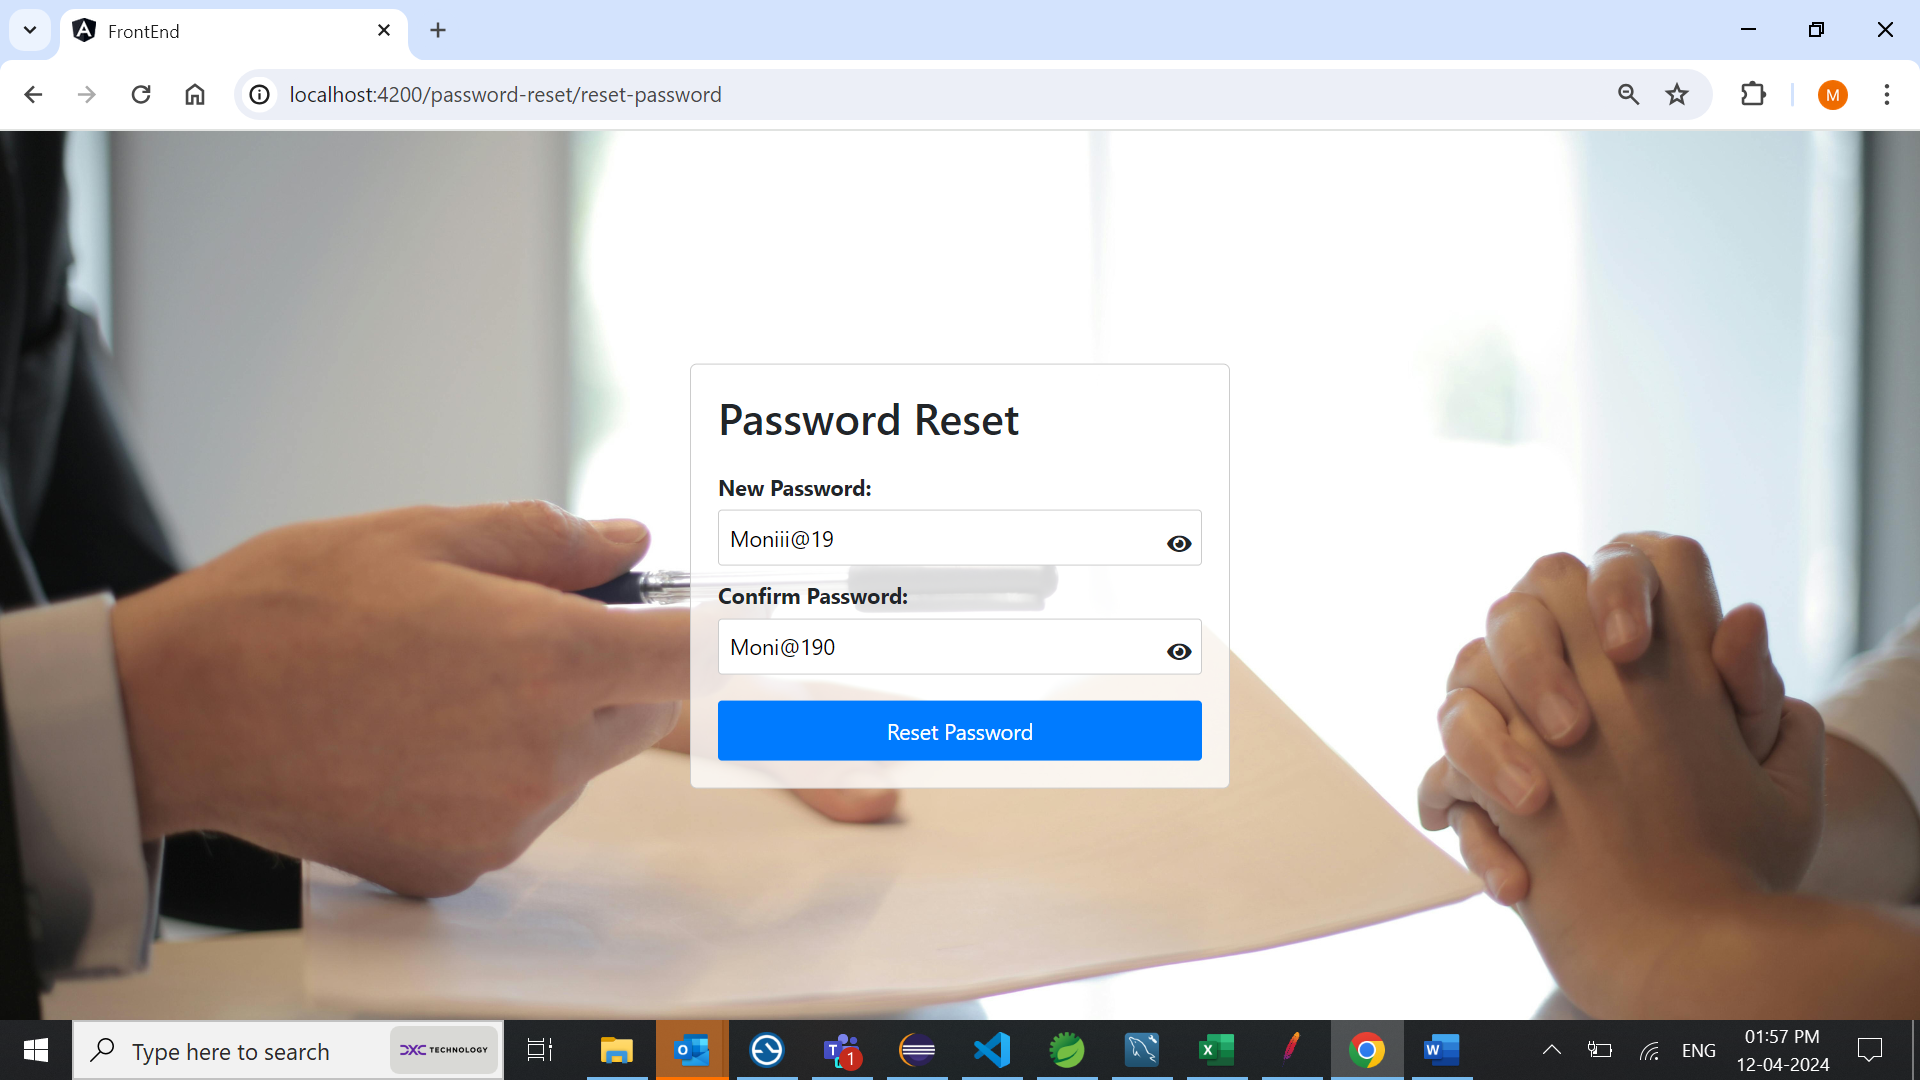 FrontEnd
localhost:4200/password-reset/reset-password
M
Password Reset
New Password:
Moniii@19
Confirm Password:
Moni@190
Reset Password
Type here to search
DXC TECHNOLOGY
1
ENG
01:57 PM
12-04-2024